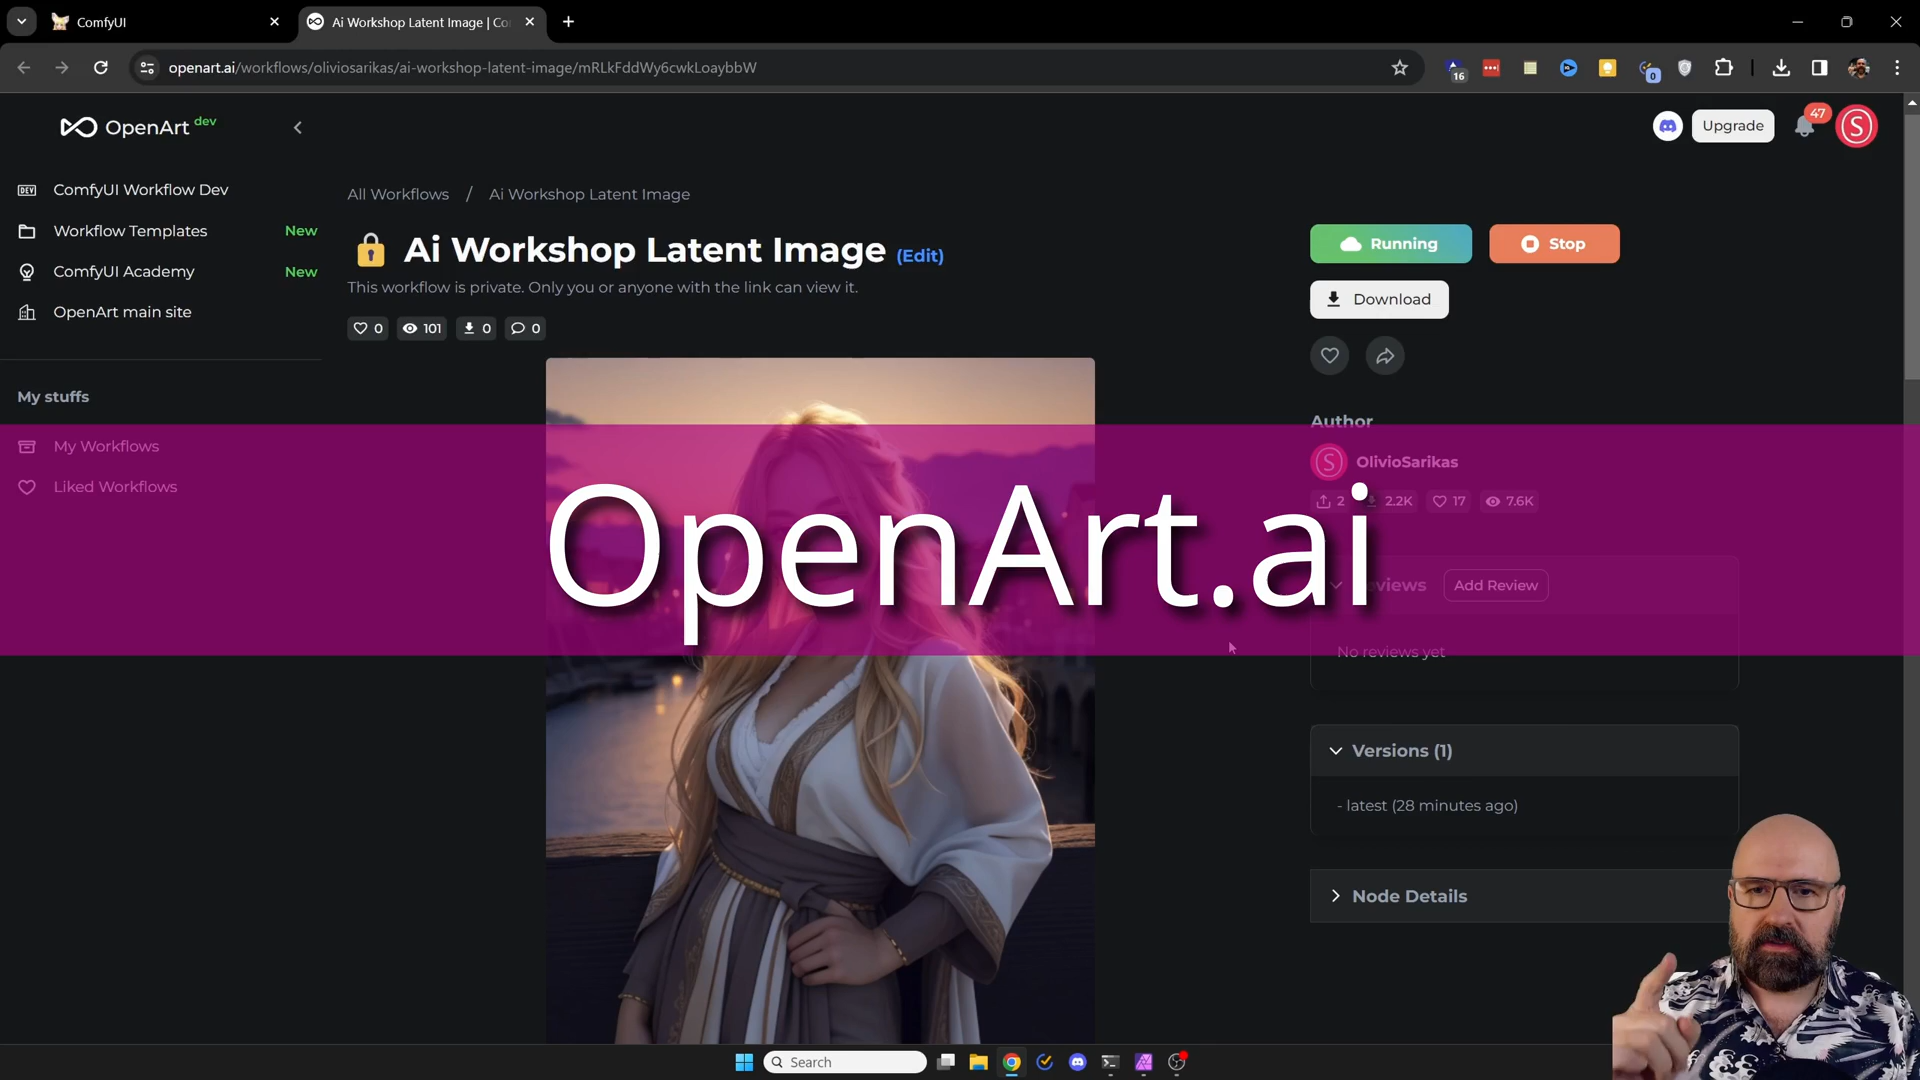 ComfyUI
Ai Workshop Latent Image | Co
openart.ai/workflows/oliviosarikas/ai-workshop-latent-image/mRLkFddWy6cwkLoaybbW
16
0
OpenArt dev
Upgrade
47
DEV
ComfyUI Workflow Dev
Workflow Templates New
ComfyUI Academy New
OpenArt main site
My stuffs
My Workflows
Liked Workflows
All Workflows / Ai Workshop Latent Image
Ai Workshop Latent Image (Edit)
This workflow is private. Only you or anyone with the link can view it.
0 101 0 0
Running
Stop
Download
Author
OlivioSarikas
2 2.2K 17 7.6K
OpenArt.ai
Add Review
No reviews yet
Versions (1)
- latest (28 minutes ago)
Node Details
Search